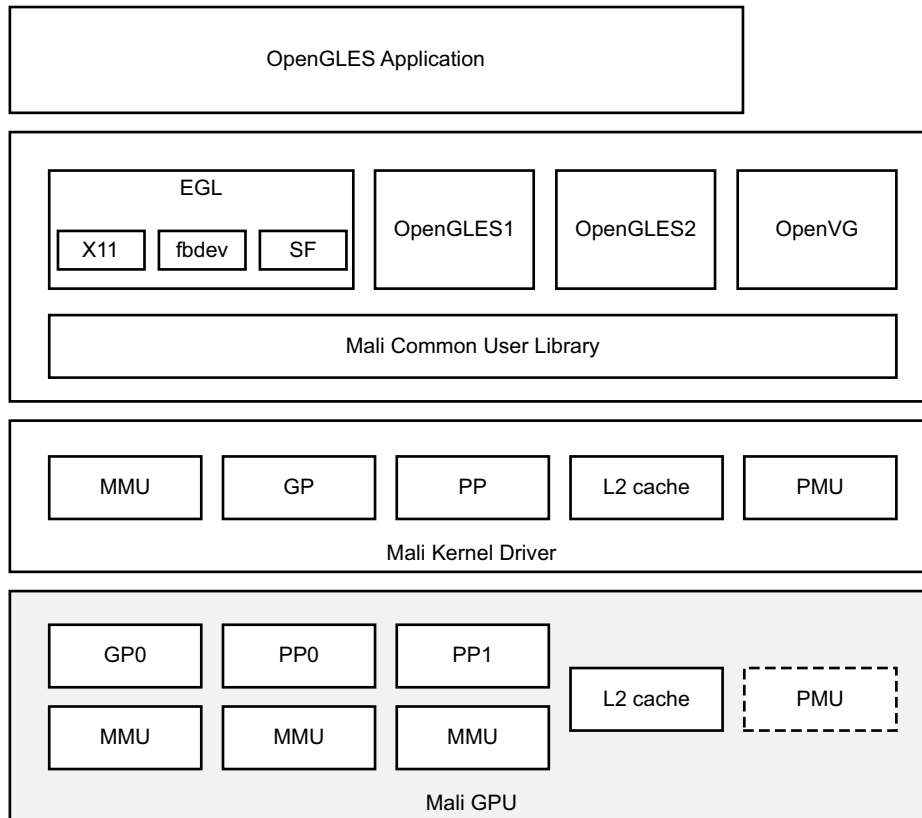 OpenGLES Application
EGL
X11
fbdev
SF
OpenGLES1
OpenGLES2
OpenVG
Mali Common User Library
MMU
GP
PP
L2 cache
PMU
Mali Kernel Driver
GP0
PP0
PP1
L2 cache
PMU
MMU
MMU
MMU
Mali GPU